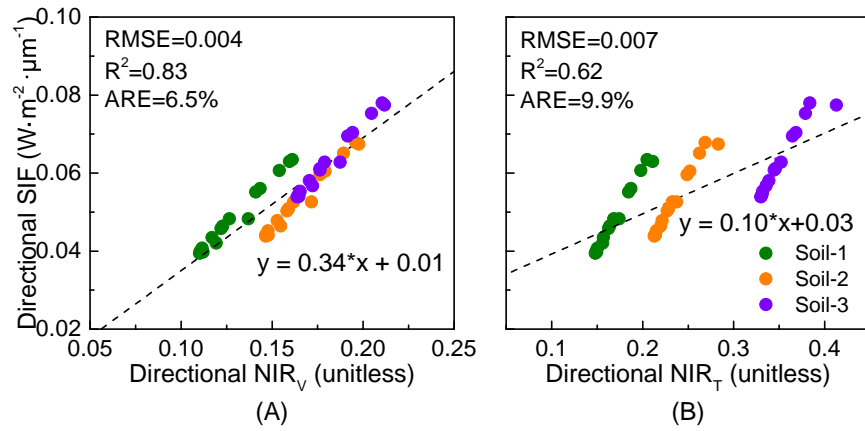 0.10
0.08
0.06
0.04
0.02
Directional SIF (W·m⁻²·μm⁻¹)
RMSE=0.004
R²=0.83
ARE=6.5%
y = 0.34*x + 0.01
0.05 0.10 0.15 0.20 0.25
Directional NIR_V (unitless)
(A)
RMSE=0.007
R²=0.62
ARE=9.9%
y = 0.10*x+0.03
Soil-1
Soil-2
Soil-3
0.1 0.2 0.3 0.4
Directional NIR_T (unitless)
(B)